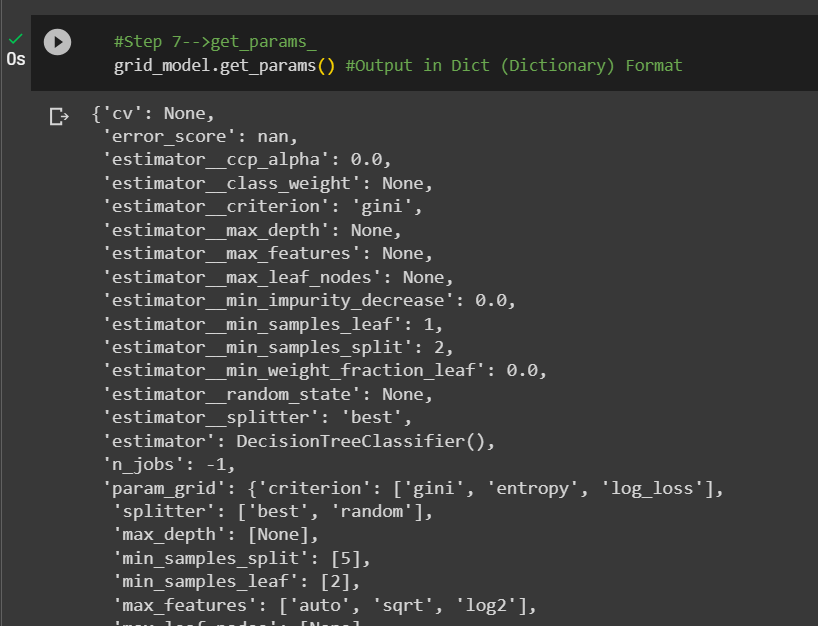 #Step 7-->get_params_
0s
grid_model.get_params() #Output in Dict (Dictionary) Format
{'cv': None,
'error_score': nan,
'estimator__ccp_alpha': 0.0,
'estimator__class_weight': None,
'estimator__criterion': 'gini',
'estimator__max_depth': None,
'estimator__max_features': None,
'estimator__max_leaf_nodes': None,
'estimator__min_impurity_decrease': 0.0,
'estimator__min_samples_leaf': 1,
'estimator__min_samples_split': 2,
'estimator__min_weight_fraction_leaf': 0.0,
'estimator__random_state': None,
'estimator__splitter': 'best',
'estimator': DecisionTreeClassifier(),
'n_jobs': -1,
'param_grid': {'criterion': ['gini', 'entropy', 'log_loss'],
'splitter': ['best', 'random'],
'max_depth': [None],
'min_samples_split': [5],
'min_samples_leaf': [2],
'max_features': ['auto', 'sqrt', 'log2'],